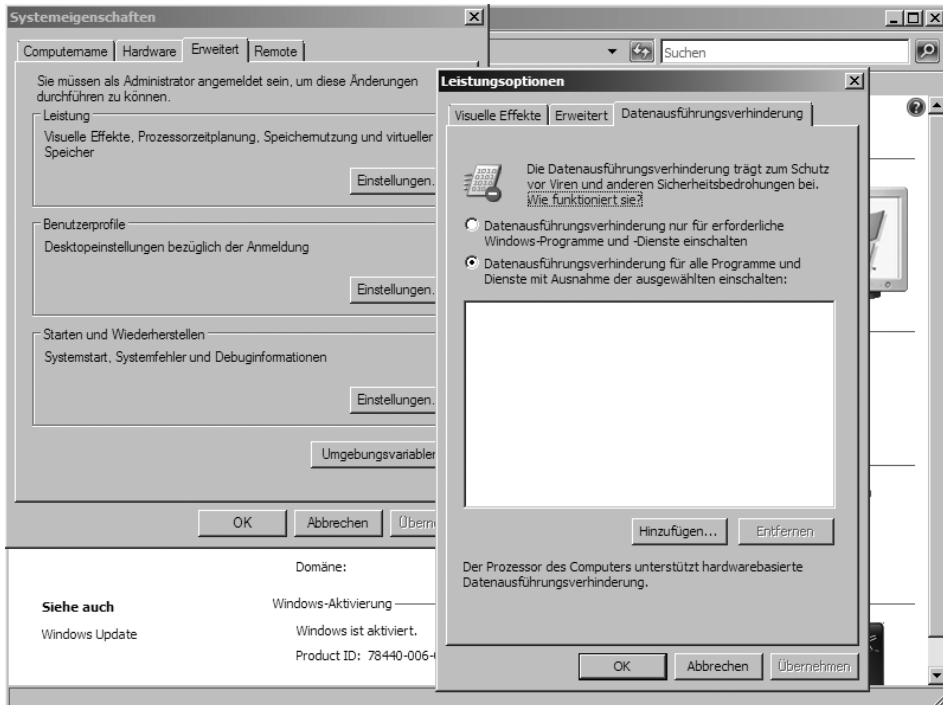 Systemeigenschaften
Computername Hardware Erweitert Remote
Sie müssen als Administrator angemeldet sein, um diese Änderungen
durchführen zu können.
Leistung
Visuelle Effekte, Prozessorzeitplanung, Speichernutzung und virtueller
Speicher
Einstellungen.
Benutzerprofile
Desktopeinstellungen bezüglich der Anmeldung
Einstellungen.
Starten und Wiederherstellen
Systemstart, Systemfehler und Debuginformationen
Einstellungen.
Umgebungsvariabler
OK Abbrechen Übern
Suchen
Leistungsoptionen
Visuelle Effekte Erweitert Datenausführungsverhinderung
Die Datenausführungsverhinderung trägt zum Schutz
vor Viren und anderen Sicherheitsbedrohungen bei.
Wie funktioniert sie?
Datenausführungsverhinderung nur für erforderliche
Windows-Programme und -Dienste einschalten
Datenausführungsverhinderung für alle Programme und
Dienste mit Ausnahme der ausgewählten einschalten:
Hinzufügen... Entfernen
Der Prozessor des Computers unterstützt hardwarebasierte
Datenausführungsverhinderung.
OK Abbrechen Übernehmen
Domäne:
Siehe auch
Windows Update
Windows-Aktivierung
Windows ist aktiviert.
Product ID: 78440-006-